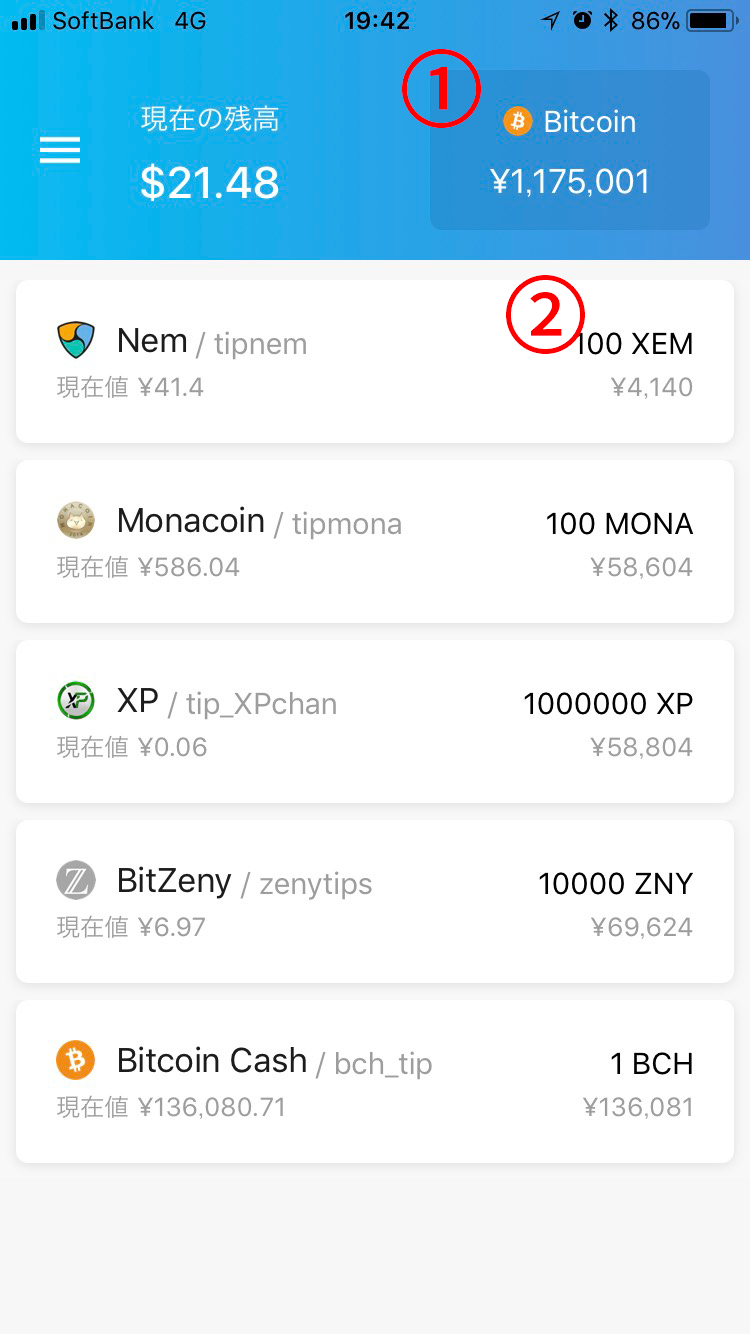 SoftBank 4G 19:42 86%
①
現在の残高
Bitcoin
$21.48
¥1,175,001
②
Nem / tipnem 100 XEM
現在値 ¥41.4 ¥4,140
Monacoin / tipmona 100 MONA
現在値 ¥586.04 ¥58,604
XP / tip_XPchan 1000000 XP
現在値 ¥0.06 ¥58,804
BitZeny / zenytips 10000 ZNY
現在値 ¥6.97 ¥69,624
Bitcoin Cash / bch_tip 1 BCH
現在値 ¥136,080.71 ¥136,081